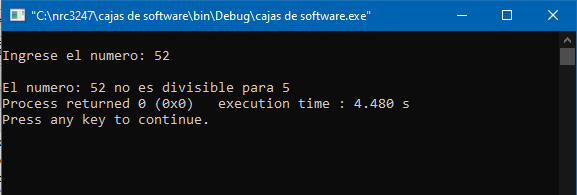 "C:\nrc3247\cajas de software\bin\Debug\cajas de software.exe"
Ingrese el numero: 52
El numero: 52 no es divisible para 5
Process returned 0 (0x0)   execution time : 4.480 s
Press any key to continue.